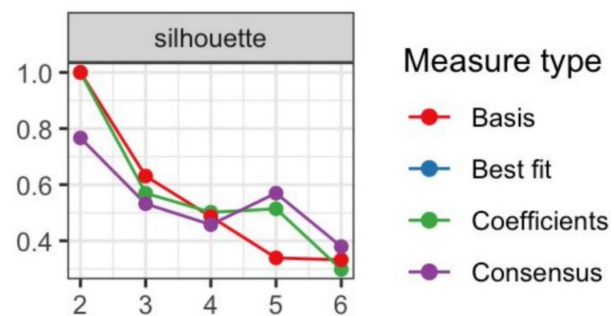 silhouette
1.0
0.8
0.6
0.4
2 3 4 5 6
Measure type
Basis
Best fit
Coefficients
Consensus